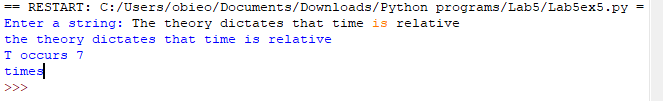 == RESTART: C:/Users/obieo/Documents/Downloads/Python programs/Lab5/Lab5ex5.py =
Enter a string: The theory dictates that time is relative
the theory dictates that time is relative
T occurs 7
times
>>>